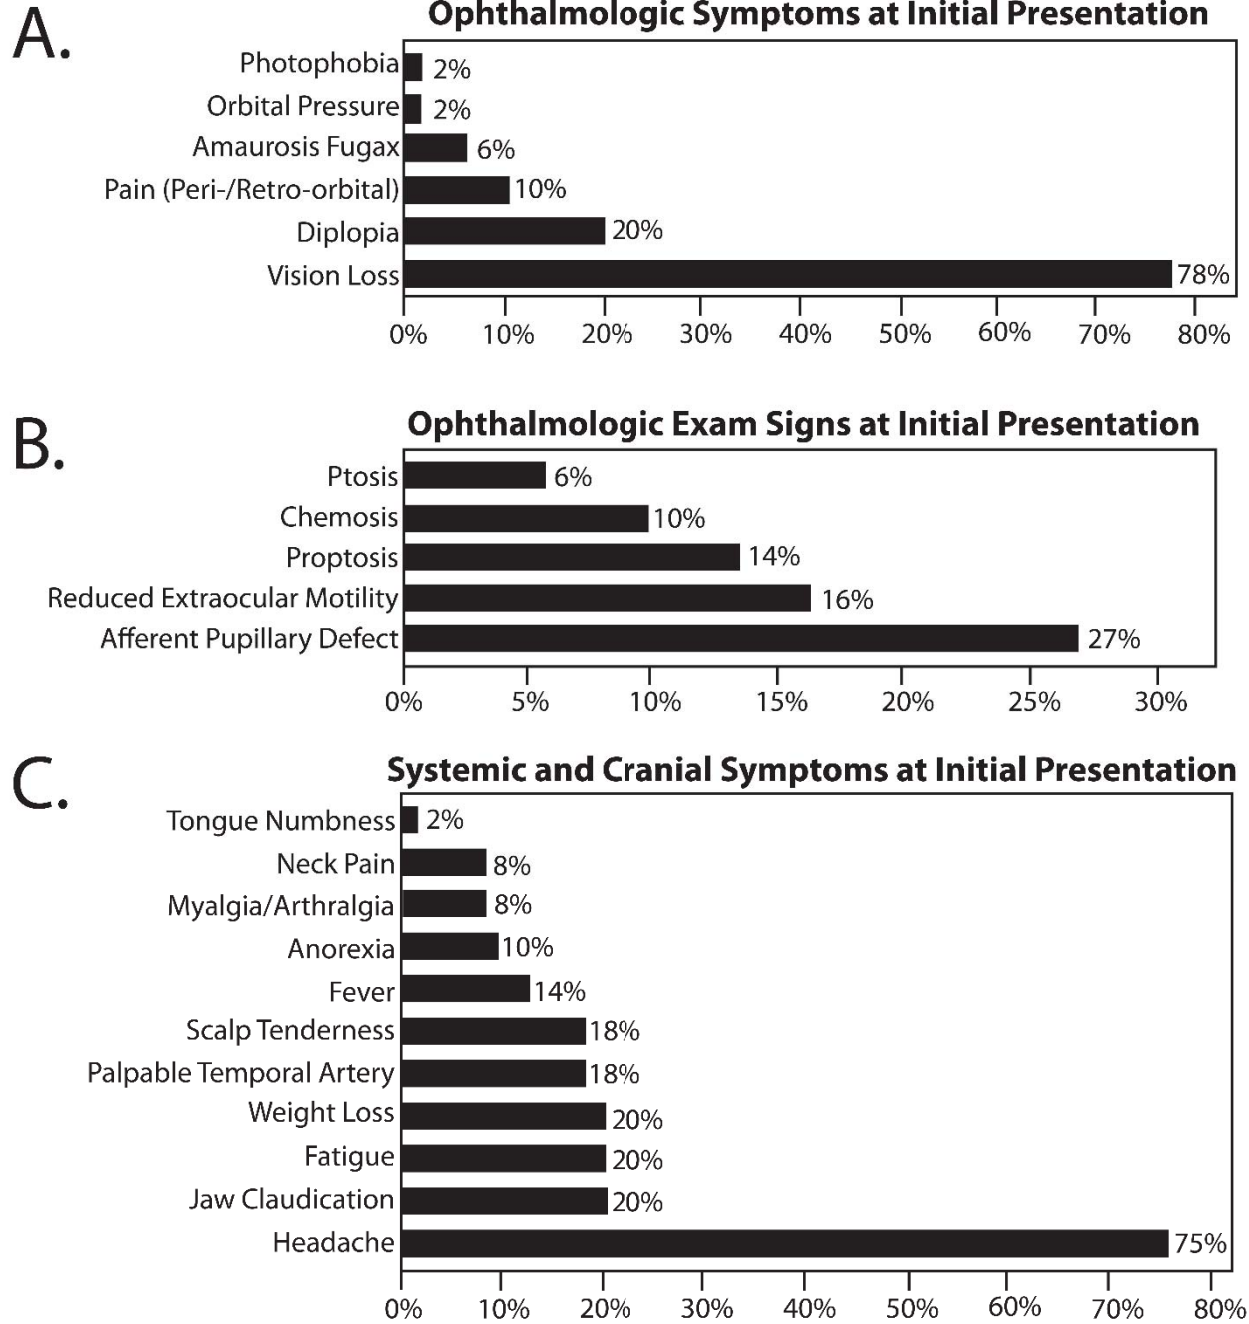 A.
Ophthalmologic Symptoms at Initial Presentation
Photophobia 2%
Orbital Pressure 2%
Amaurosis Fugax 6%
Pain (Peri-/Retro-orbital) 10%
Diplopia 20%
Vision Loss 78%
0% 10% 20% 30% 40% 50% 60% 70% 80%
B.
Ophthalmologic Exam Signs at Initial Presentation
Ptosis 6%
Chemosis 10%
Proptosis 14%
Reduced Extraocular Motility 16%
Afferent Pupillary Defect 27%
0% 5% 10% 15% 20% 25% 30%
C.
Systemic and Cranial Symptoms at Initial Presentation
Tongue Numbness 2%
Neck Pain 8%
Myalgia/Arthralgia 8%
Anorexia 10%
Fever 14%
Scalp Tenderness 18%
Palpable Temporal Artery 18%
Weight Loss 20%
Fatigue 20%
Jaw Claudication 20%
Headache 75%
0% 10% 20% 30% 40% 50% 60% 70% 80%